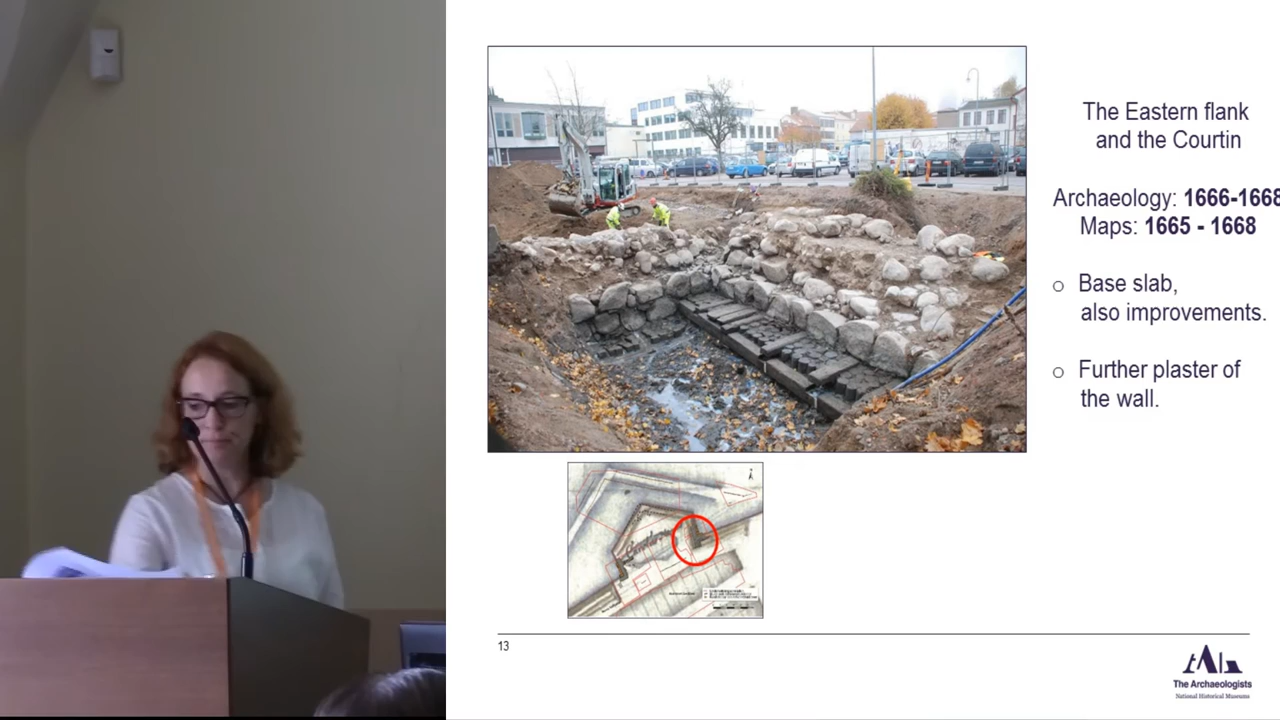 The Eastern flank
and the Courtin
Archaeology: 1666-1668
Maps: 1665 - 1668
o Base slab,
also improvements.
o Further plaster of
the wall.
13
The Archaeologists
National Historical Museums